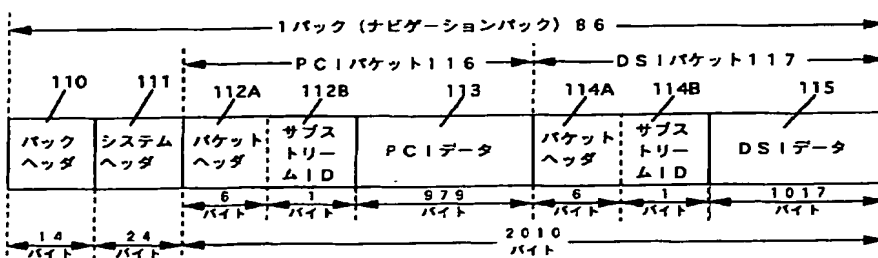 1パック(ナビゲーションパック)86
PCIパケット116
DSIパケット117
110
111
112A
112B
113
114A
114B
115
パック
ヘッダ
システム
ヘッダ
パケット
ヘッダ
サブス
トリー
ムID
PCIデータ
パケット
ヘッダ
サブス
トリー
ムID
DSIデータ
6
バイト
1
バイト
979
バイト
6
バイト
1
バイト
1017
バイト
14
バイト
24
バイト
2010
バイト